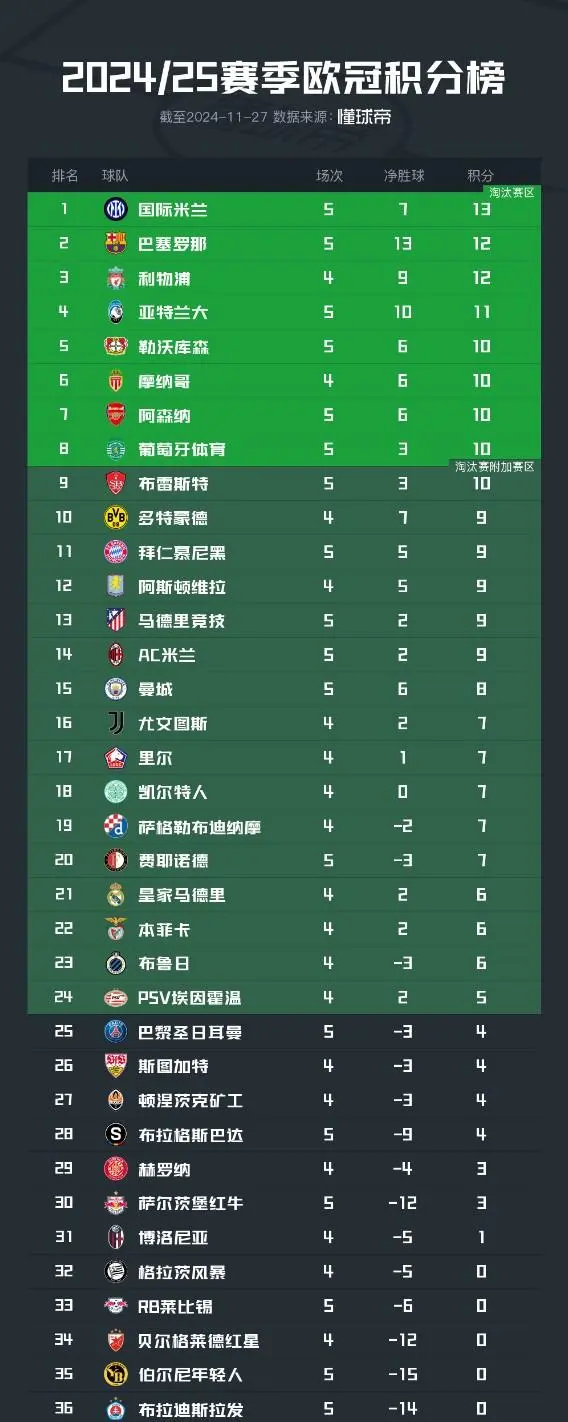 2024/25赛季欧冠积分榜
截至2024-11-27 数据来源：懂球帝
排名 球队 场次 净胜球 积分
淘汰赛区
1 国际米兰 5 7 13
2 巴塞罗那 5 13 12
3 利物浦 4 9 12
4 亚特兰大 5 10 11
5 勒沃库森 5 6 10
6 摩纳哥 4 6 10
7 阿森纳 5 6 10
8 葡萄牙体育 5 3 10
淘汰赛附加赛区
9 布雷斯特 5 3 10
10 多特蒙德 4 7 9
11 拜仁慕尼黑 5 5 9
12 阿斯顿维拉 4 5 9
13 马德里竞技 5 2 9
14 AC米兰 5 2 9
15 曼城 5 6 8
16 尤文图斯 4 2 7
17 里尔 4 1 7
18 凯尔特人 4 0 7
19 萨格勒布迪纳摩 4 -2 7
20 费耶诺德 5 -3 7
21 皇家马德里 4 2 6
22 本菲卡 4 2 6
23 布鲁日 4 -3 6
24 PSV埃因霍温 4 2 5
25 巴黎圣日耳曼 5 -3 4
26 斯图加特 4 -3 4
27 顿涅茨克矿工 4 -3 4
28 布拉格斯巴达 5 -9 4
29 赫罗纳 4 -4 3
30 萨尔茨堡红牛 5 -12 3
31 博洛尼亚 4 -5 1
32 格拉茨风暴 4 -5 0
33 RB莱比锡 5 -6 0
34 贝尔格莱德红星 4 -12 0
35 伯尔尼年轻人 5 -15 0
36 布拉迪斯拉发 5 -14 0